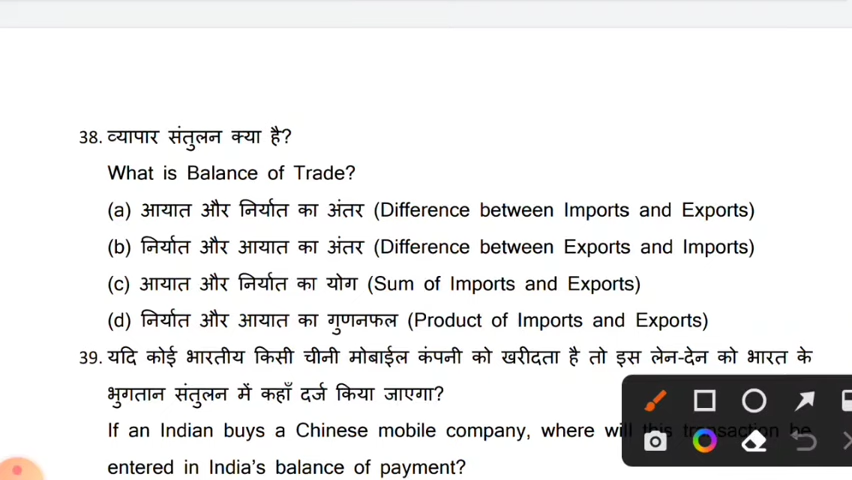 38. व्यापार संतुलन क्या है?
What is Balance of Trade?
(a) आयात और निर्यात का अंतर (Difference between Imports and Exports)
(b) निर्यात और आयात का अंतर (Difference between Exports and Imports)
(c) आयात और निर्यात का योग (Sum of Imports and Exports)
(d) निर्यात और आयात का गुणनफल (Product of Imports and Exports)
39. यदि कोई भारतीय किसी चीनी मोबाईल कंपनी को खरीदता है तो इस लेन-देन को भारत के
भुगतान संतुलन में कहाँ दर्ज किया जाएगा?
If an Indian buys a Chinese mobile company, where will this transaction be
entered in India’s balance of payment?